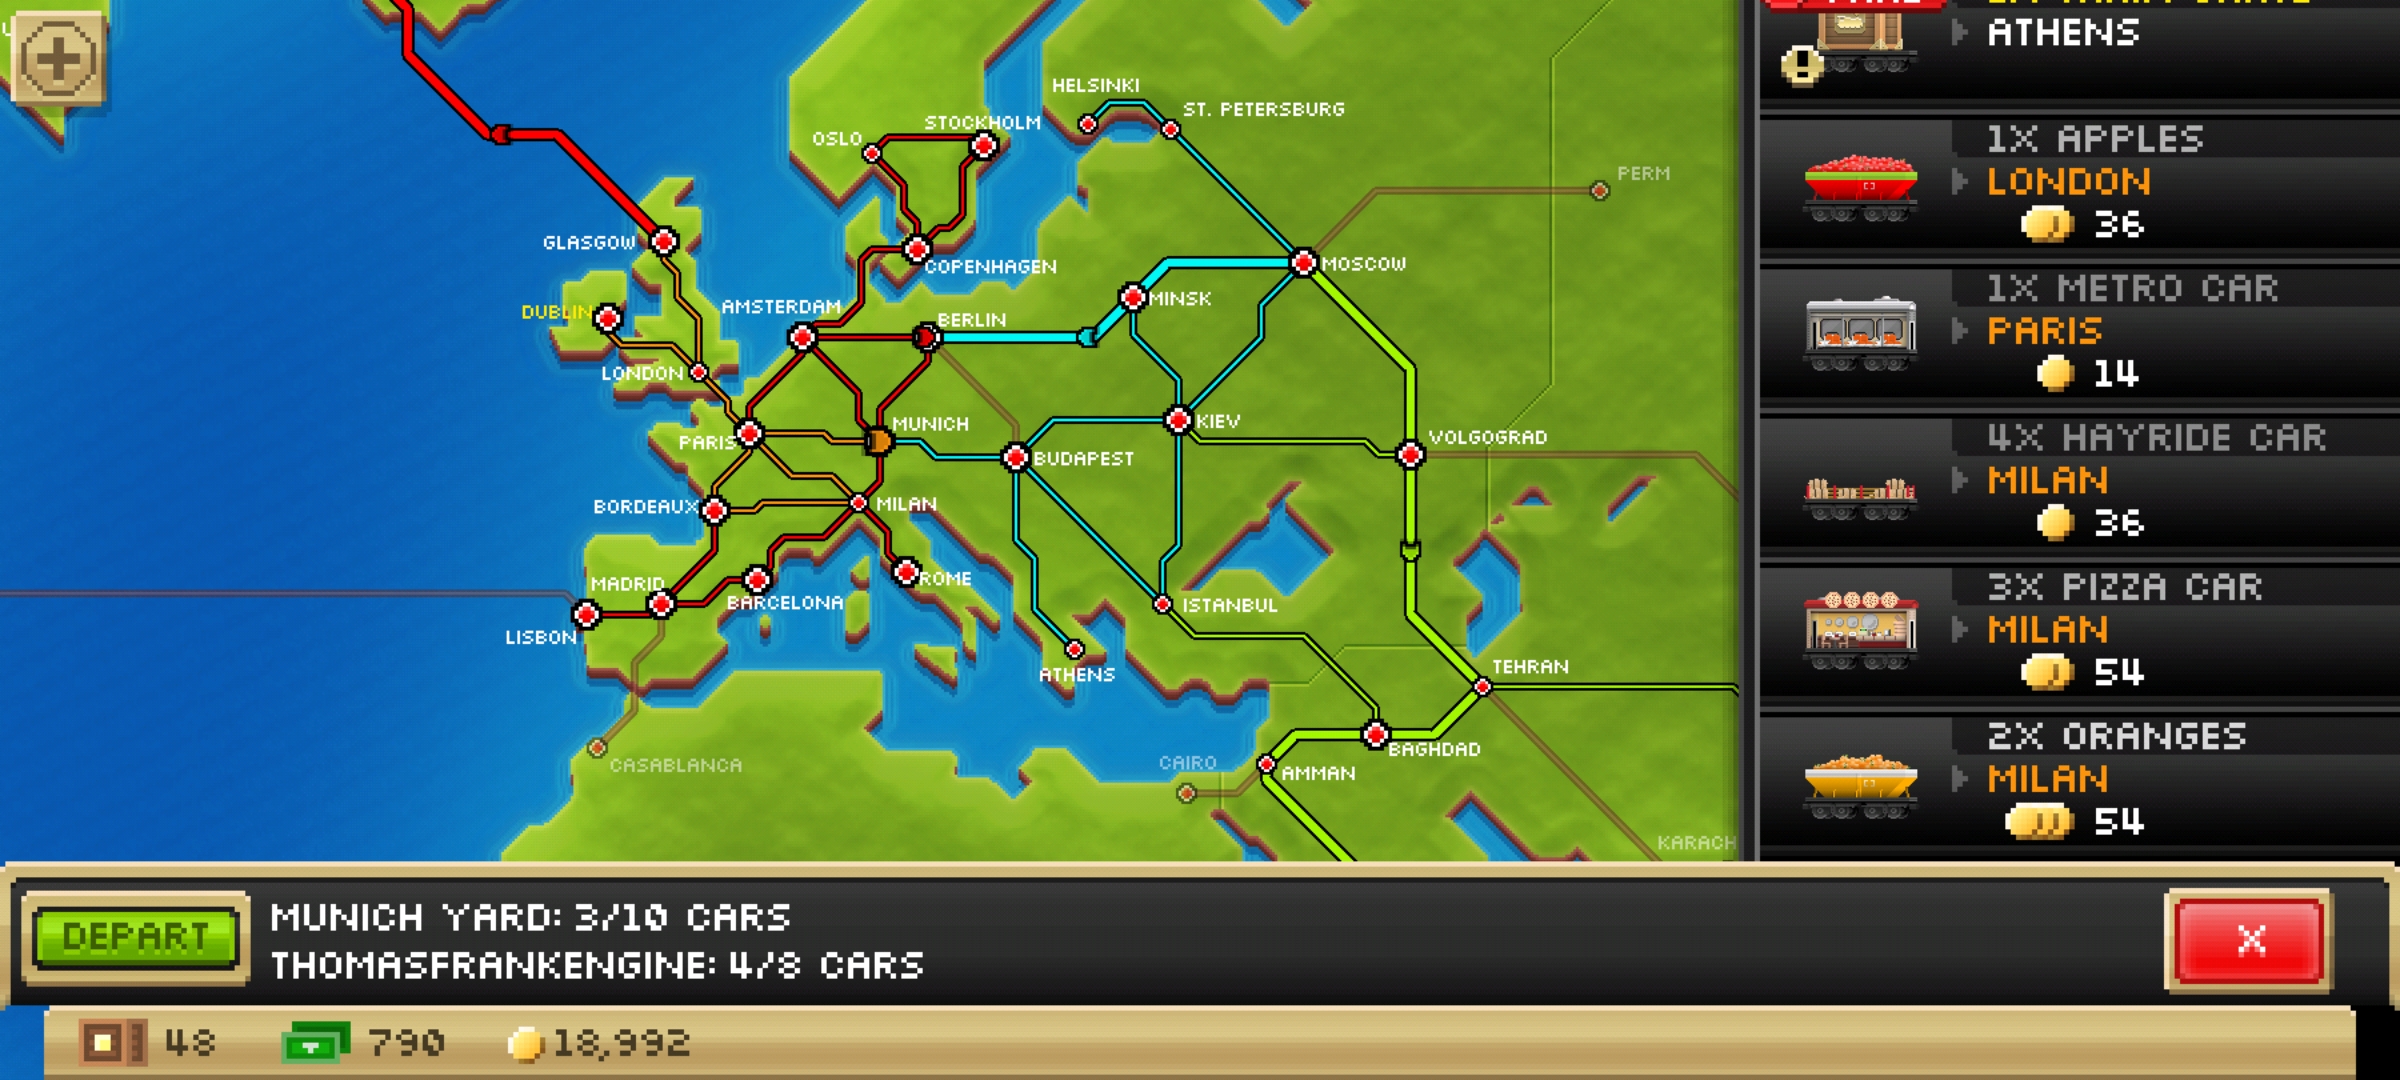 HELSINKI
ST. PETERSBURG
STOCKHOLM
OSLO
PERM
GLASGOW
COPENHAGEN
MOSCOW
MINSK
AMSTERDAM
DUBLIN
BERLIN
LONDON
MUNICH
KIEV
PARIS
BUDAPEST
VOLGOGRAD
BORDEAUX
MILAN
MADRID
ROME
BARCELONA
ISTANBUL
LISBON
ATHENS
TEHRAN
BAGHDAD
CASABLANCA
CAIRO
AMMAN
KARACH
ATHENS
1X APPLES
LONDON
36
1X METRO CAR
PARIS
14
4X HAYRIDE CAR
MILAN
36
3X PIZZA CAR
MILAN
54
2X ORANGES
MILAN
54
DEPART
MUNICH YARD: 3/10 CARS
THOMASFRANKENGINE: 4/8 CARS
X
48
790
18,992